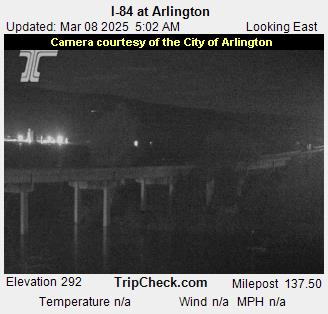 I-84 at Arlington
Updated: Mar 08 2025 5:02 AM Looking East
Camera courtesy of the City of Arlington
Elevation 292 TripCheck.com Milepost 137.50
Temperature n/a Wind n/a MPH n/a